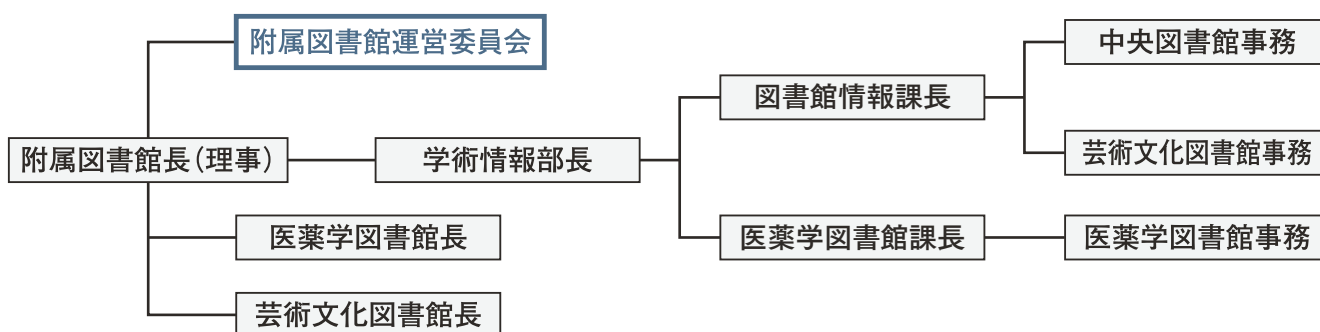 附属図書館運営委員会
中央図書館事務
図書館情報課長
附属図書館長(理事)
学術情報部長
芸術文化図書館事務
医薬学図書館長
医薬学図書館課長
医薬学図書館事務
芸術文化図書館長